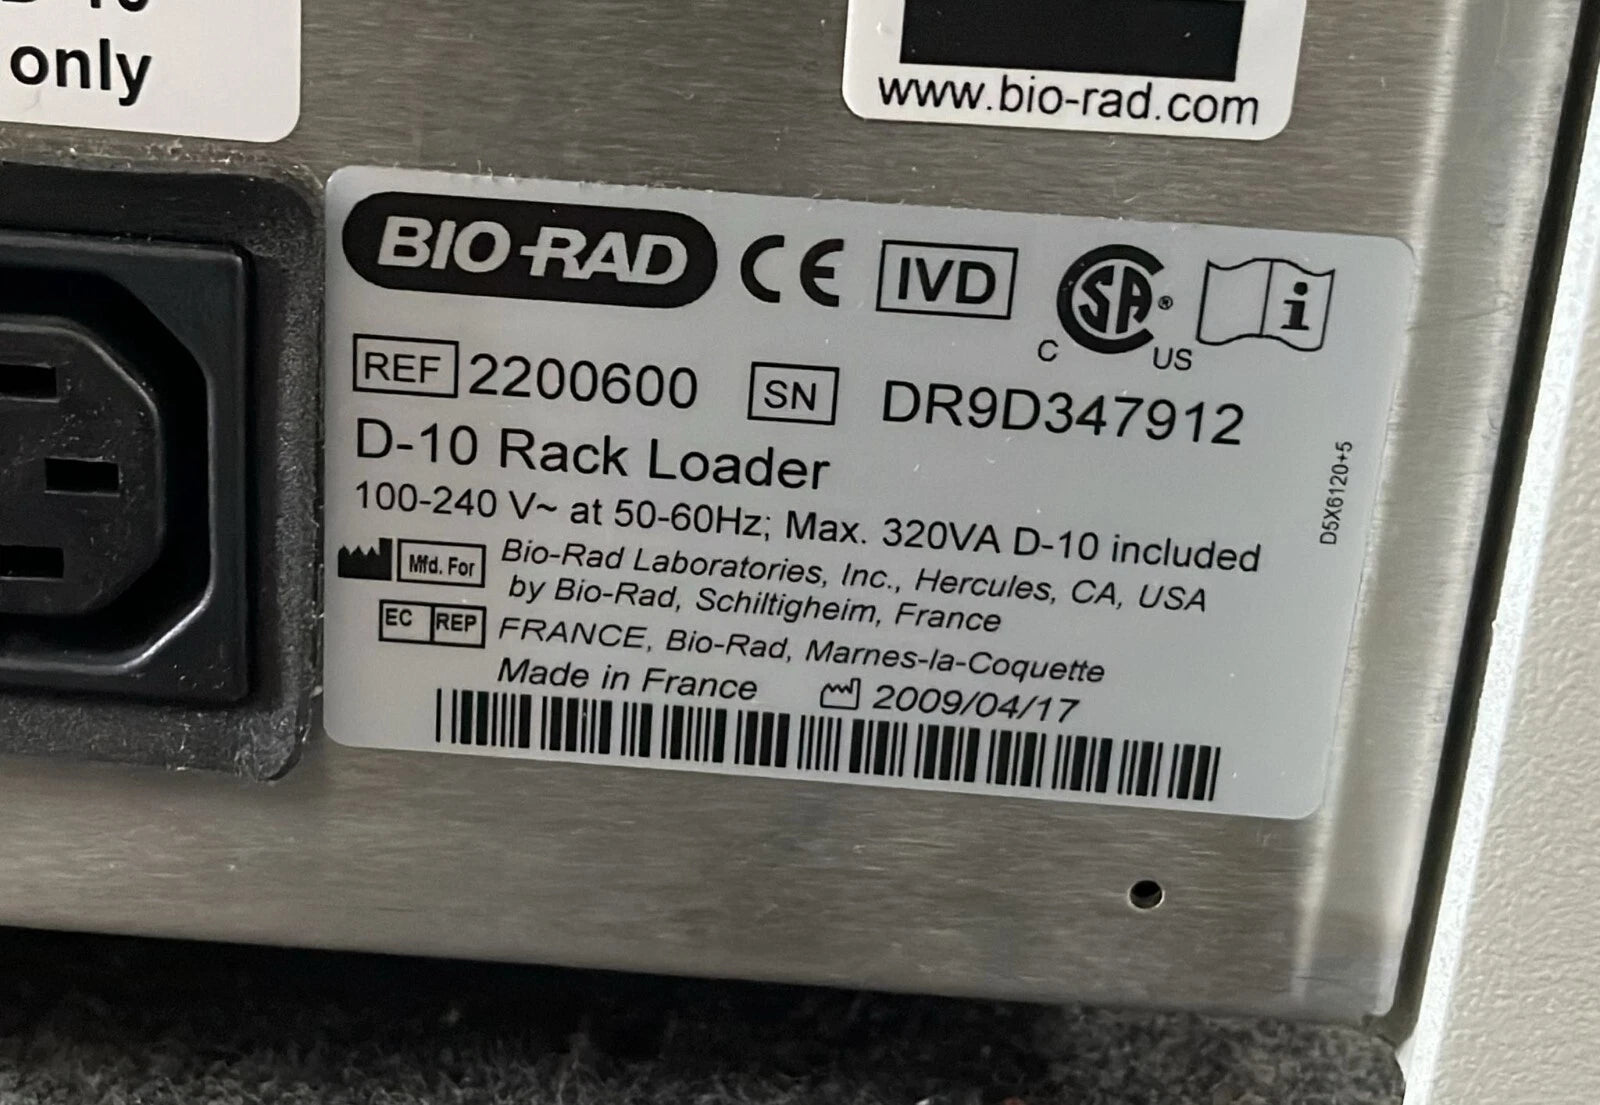 only
www.bio-rad.com
BIO-RAD CE IVD CSA® C US i
REF 2200600 SN DR9D347912
D-10 Rack Loader
100-240 V~ at 50-60Hz; Max. 320VA D-10 included
Mfd. For Bio-Rad Laboratories, Inc., Hercules, CA, USA
by Bio-Rad, Schiltigheim, France
EC REP FRANCE, Bio-Rad, Marnes-la-Coquette
Made in France 2009/04/17
D5X6120+5